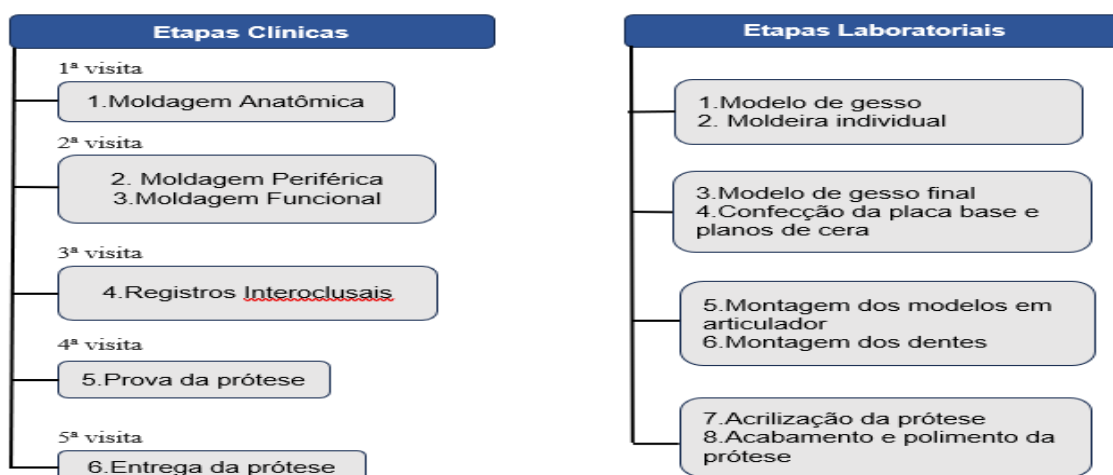 Etapas Clínicas
1ª visita
1.Moldagem Anatômica
2ª visita
2. Moldagem Periférica
3.Moldagem Funcional
3ª visita
4.Registros Interoclusais
4ª visita
5.Prova da prótese
5ª visita
6.Entrega da prótese
Etapas Laboratoriais
1.Modelo de gesso
2. Moldeira individual
3.Modelo de gesso final
4.Confecção da placa base e
planos de cera
5.Montagem dos modelos em
articulador
6.Montagem dos dentes
7.Acrilização da prótese
8.Acabamento e polimento da
prótese